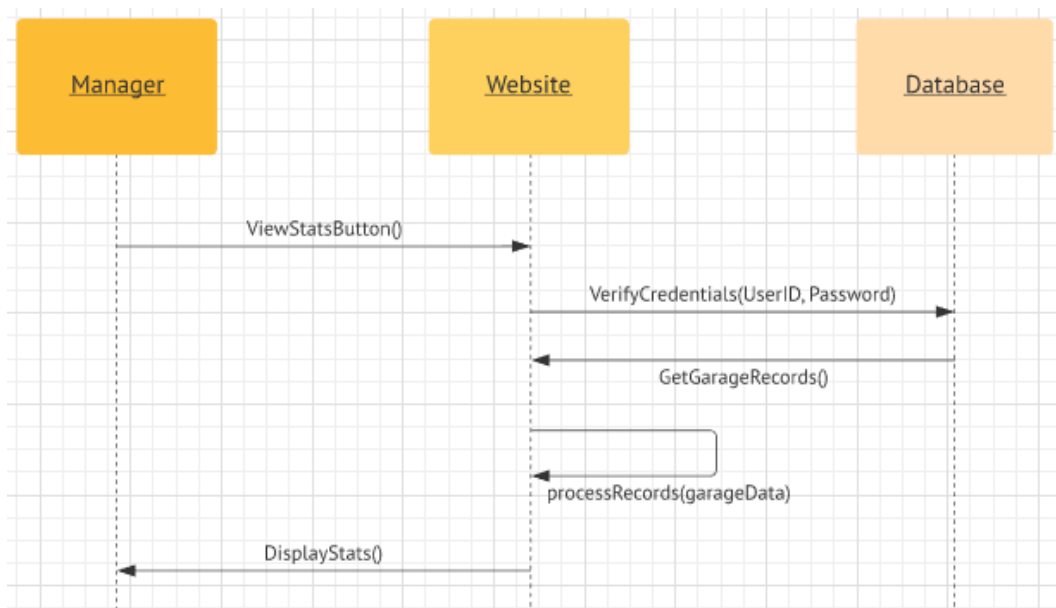 Manager
Website
Database
ViewStatsButton()
VerifyCredentials(UserID, Password)
GetGarageRecords()
processRecords(garageData)
DisplayStats()